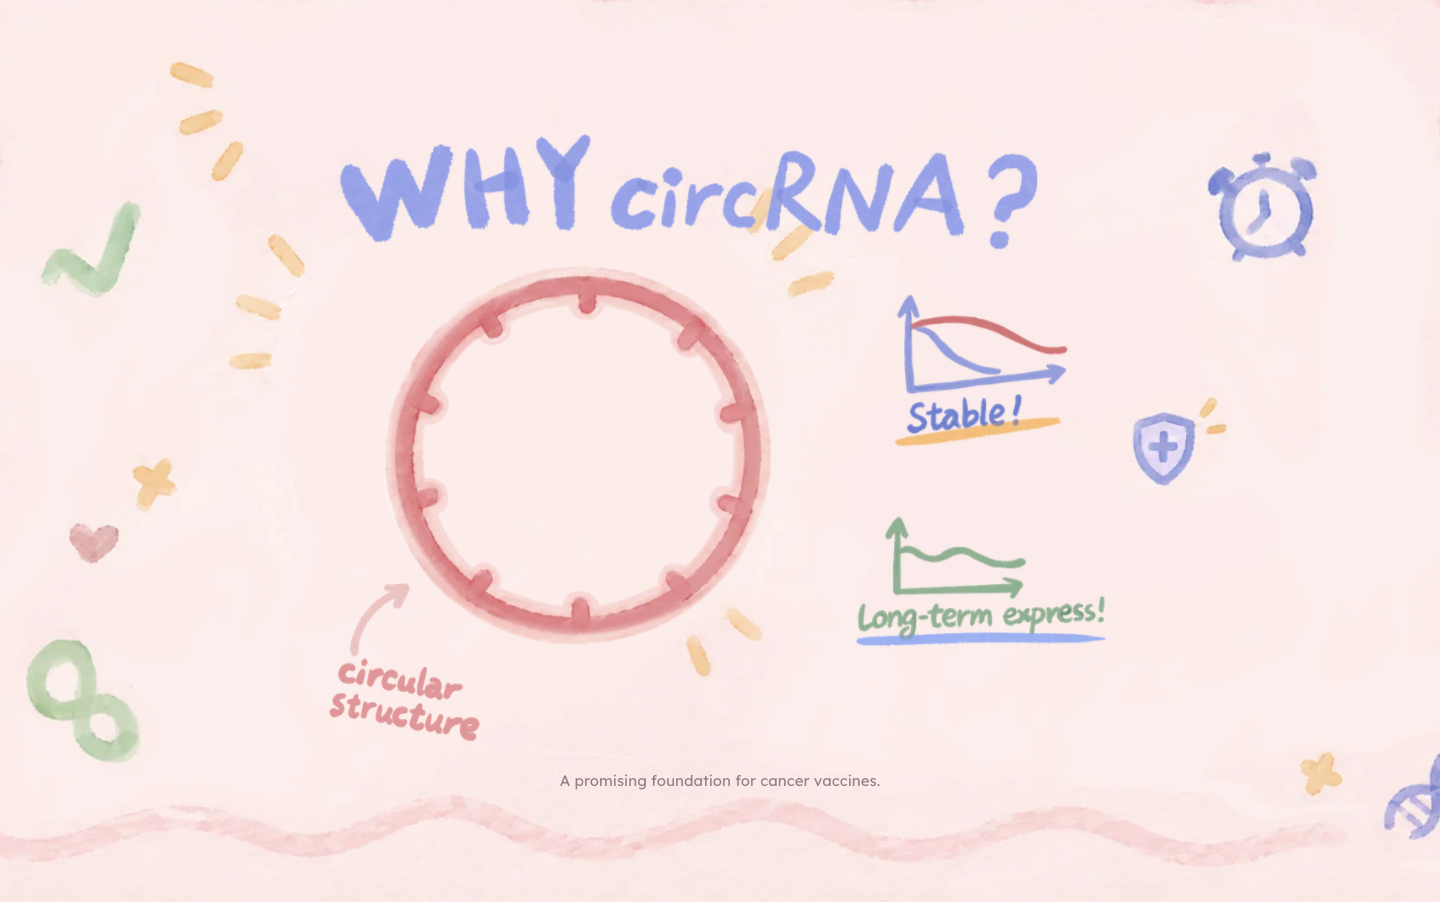 WHY circRNA?
Stable!
Long-term express!
circular
structure
A promising foundation for cancer vaccines.